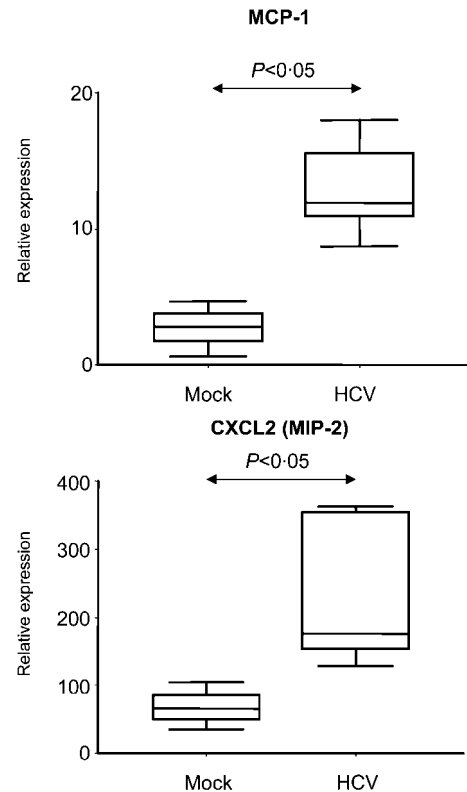 MCP-1
P<0·05
20
10
0
Relative expression
Mock HCV
CXCL2 (MIP-2)
P<0·05
400
300
200
100
0
Relative expression
Mock HCV